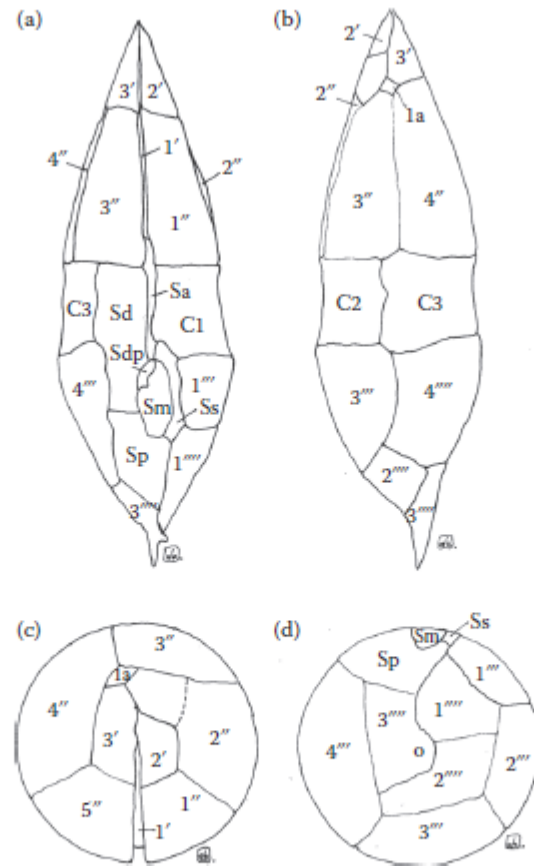 (a)
3′ 2′
1′
4″ 2″
3″ 1″
Sa
C3 Sd C1
Sdp
4‴ 1‴
Sm Ss
Sp 1‴″
3‴″
(b)
2′
3′
2″ 1a
3″ 4″
C2 C3
3‴ 4‴″
2‴″
3‴″
(c)
3″
1a
4″
3′ 2′ 2″
5″ 1″
1′
(d)
Ss
Sm
Sp
1‴
3‴″ 1‴″
4‴ o 2‴
2‴″
3‴